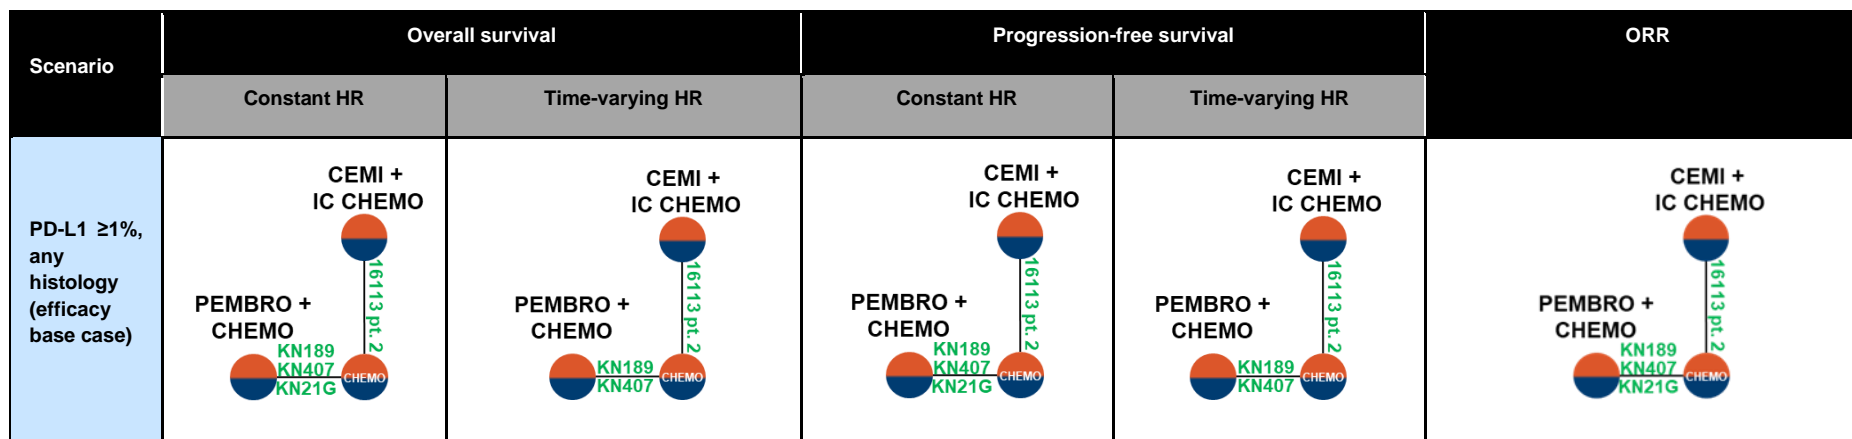 Scenario
Overall survival
Progression-free survival
ORR
Constant HR
Time-varying HR
Constant HR
Time-varying HR
PD-L1 ≥1%,
any
histology
(efficacy
base case)
CEMI +
IC CHEMO
16113 pt. 2
PEMBRO +
CHEMO
KN189
KN407
KN21G
CHEMO
CEMI +
IC CHEMO
16113 pt. 2
PEMBRO +
CHEMO
KN189
KN407
CHEMO
CEMI +
IC CHEMO
16113 pt. 2
PEMBRO +
CHEMO
KN189
KN407
KN21G
CHEMO
CEMI +
IC CHEMO
16113 pt. 2
PEMBRO +
CHEMO
KN189
KN407
CHEMO
CEMI +
IC CHEMO
16113 pt. 2
PEMBRO +
CHEMO
KN189
KN407
KN21G
CHEMO